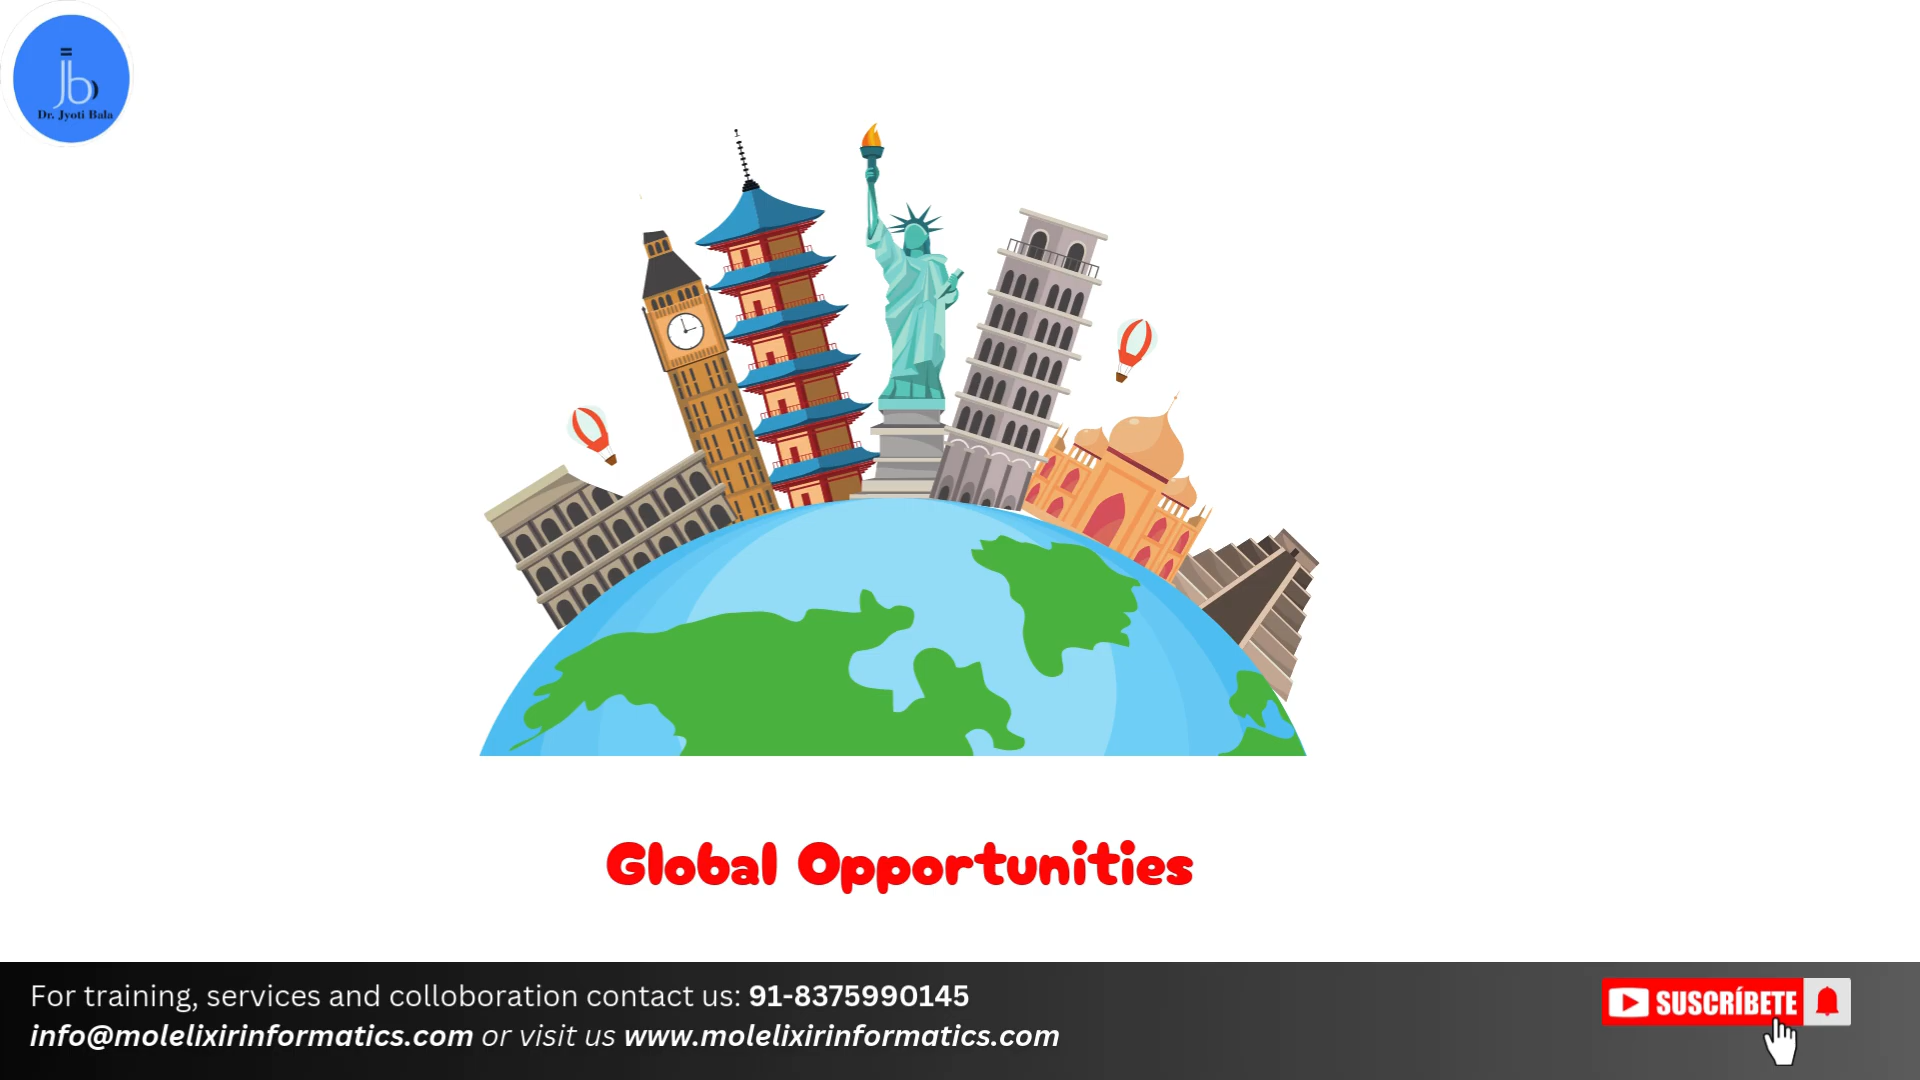 Dr. Jyoti Bala
Global Opportunities
For training, services and colloboration contact us: 91-8375990145
info@molelixirinformatics.com or visit us www.molelixirinformatics.com
SUSCRÍBETE